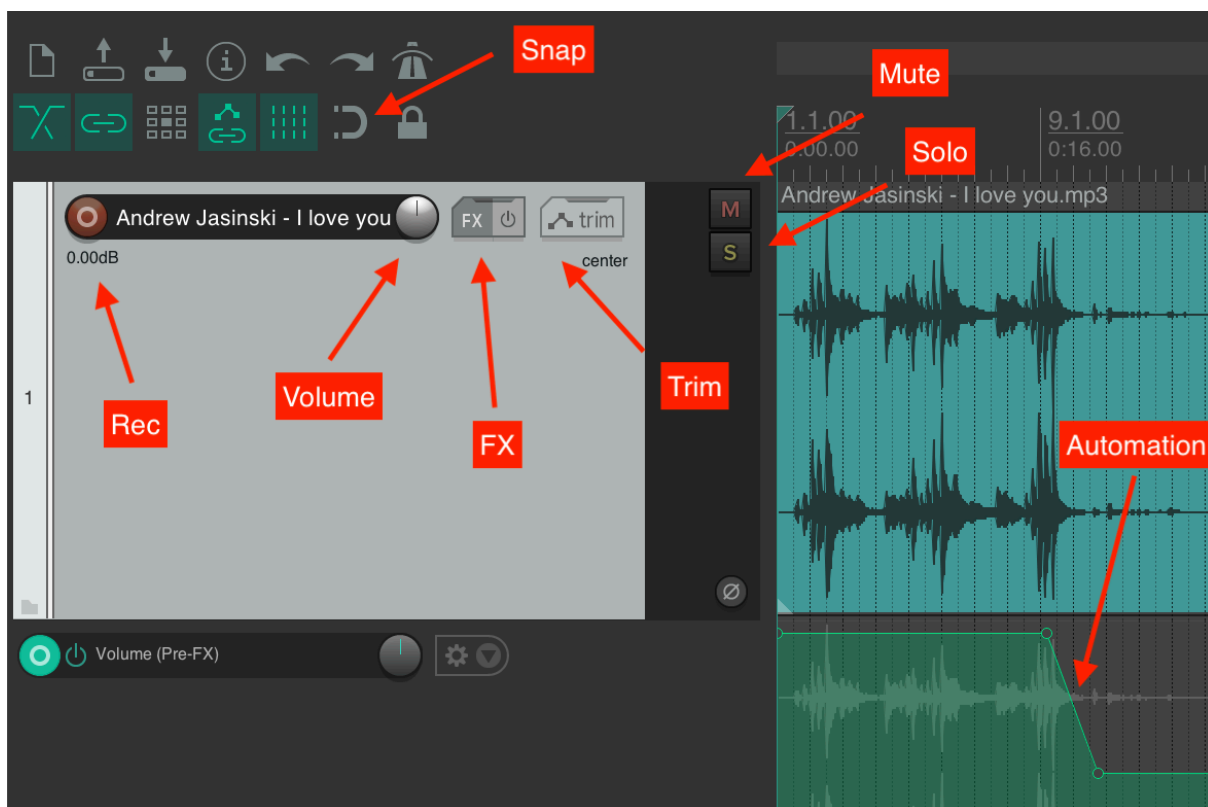 Snap
Mute
Solo
1.1.00
0:00.00
9.1.00
0:16.00
Andrew Jasinski - I love you
FX
trim
M
S
Andrew Jasinski - I love you.mp3
0.00dB
center
1
Rec
Volume
FX
Trim
Automation
Volume (Pre-FX)